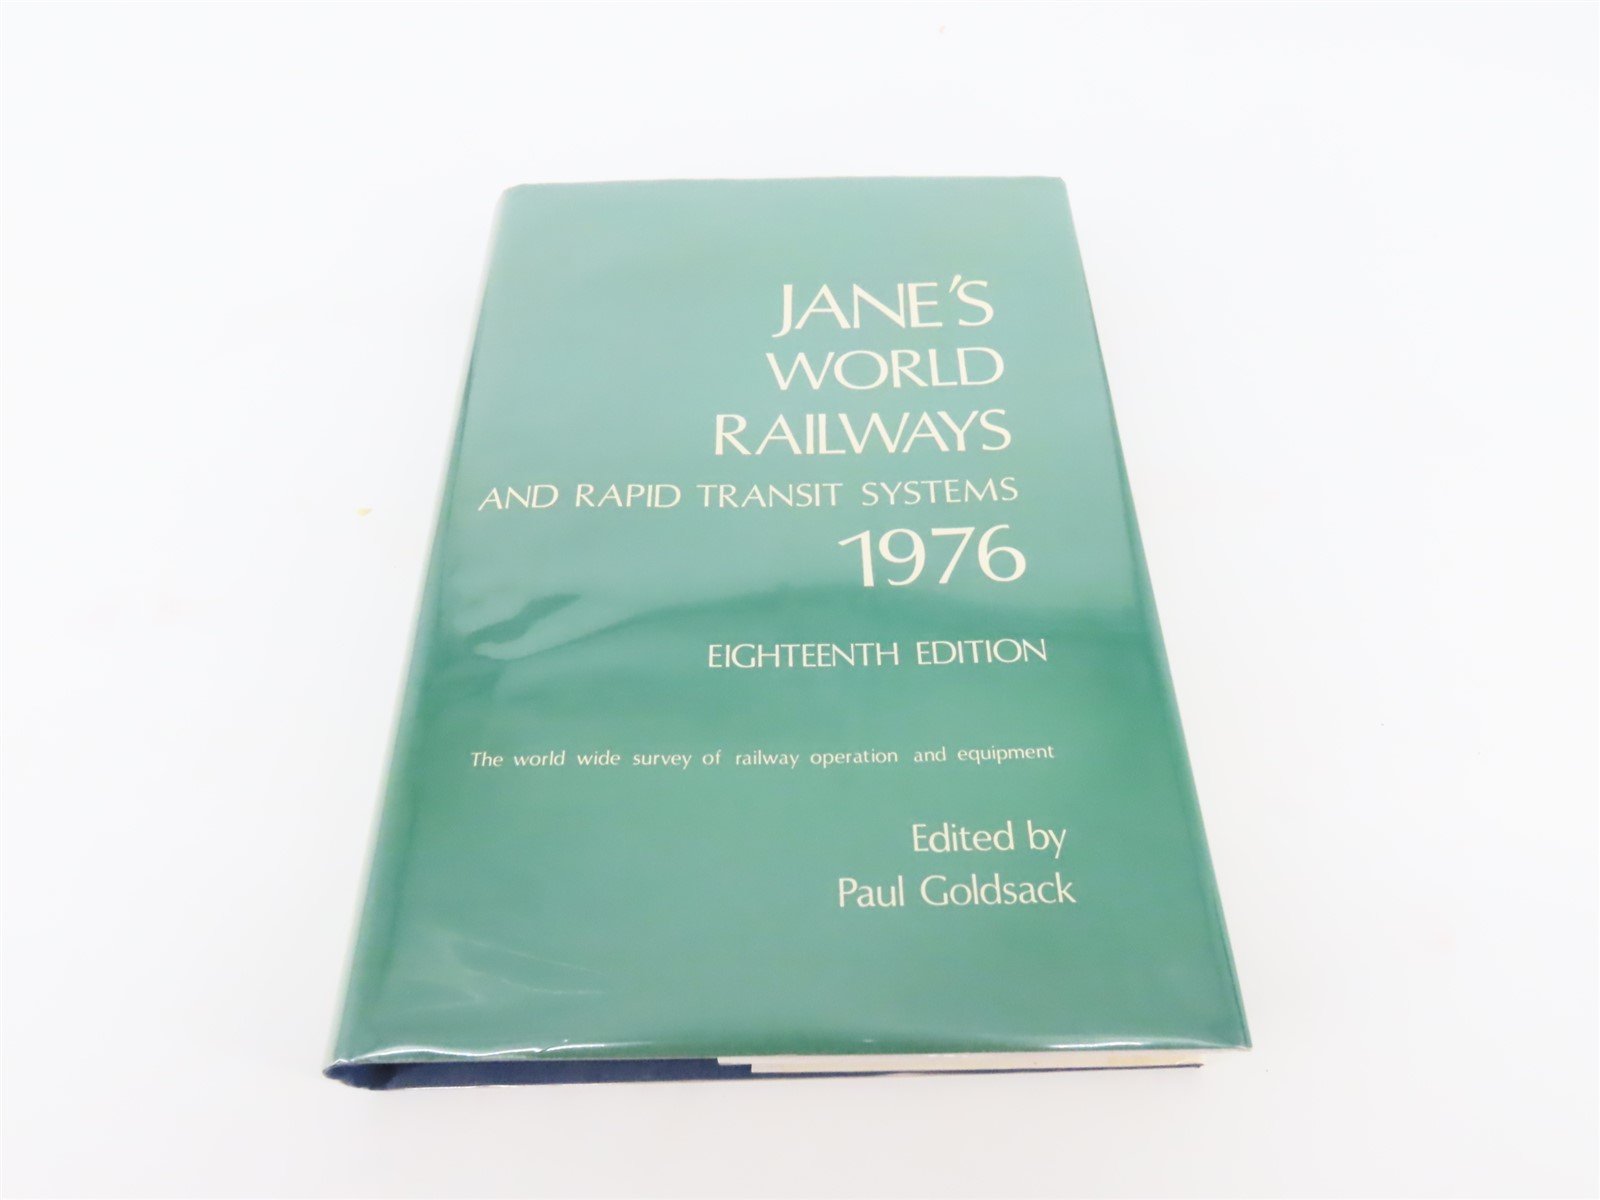 JANE'S
WORLD
RAILWAYS
AND RAPID TRANSIT SYSTEMS
1976
EIGHTEENTH EDITION
The world wide survey of railway operation and equipment
Edited by
Paul Goldsack